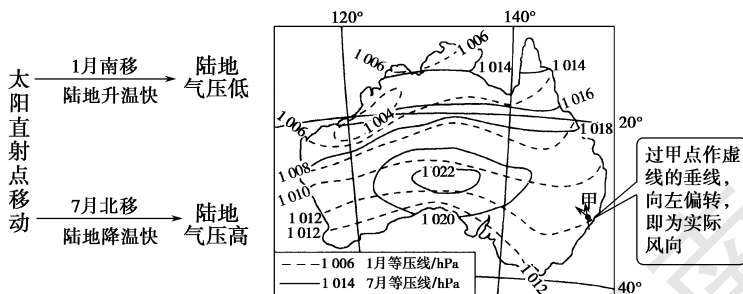 太阳直射点移动
1月南移
陆地升温快
陆地
气压低
7月北移
陆地降温快
陆地
气压高
120°
140°
1 006
1 006
1 014
1 014
1 016
1 004
1 006
20°
1 018
1 008
1 010
1 022
1 012
1 020
1 012
甲
1 012
40°
1 006 1月等压线/hPa
1 014 7月等压线/hPa
过甲点作虚
线的垂线,
向左偏转,
即为实际
风向